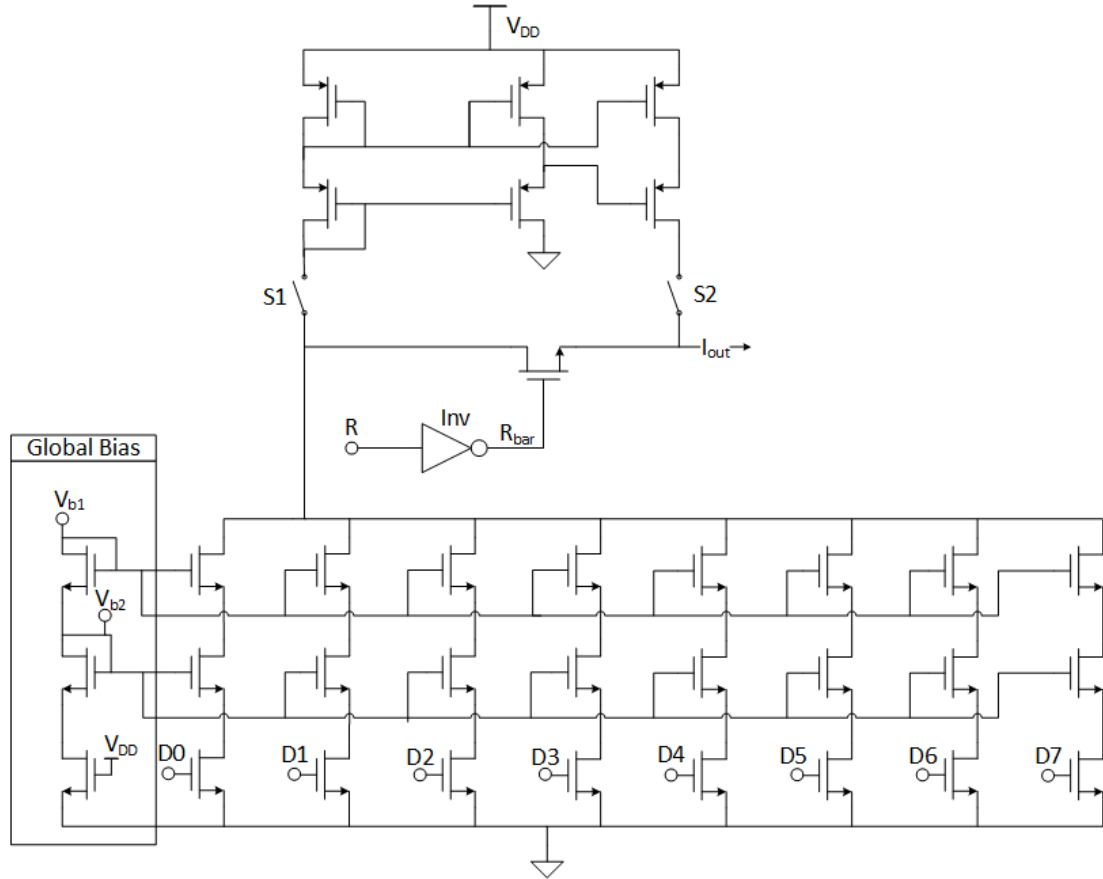 VDD
S1
S2
Iout
R
Inv
Rbar
Global Bias
Vb1
Vb2
VDD
D0
D1
D2
D3
D4
D5
D6
D7